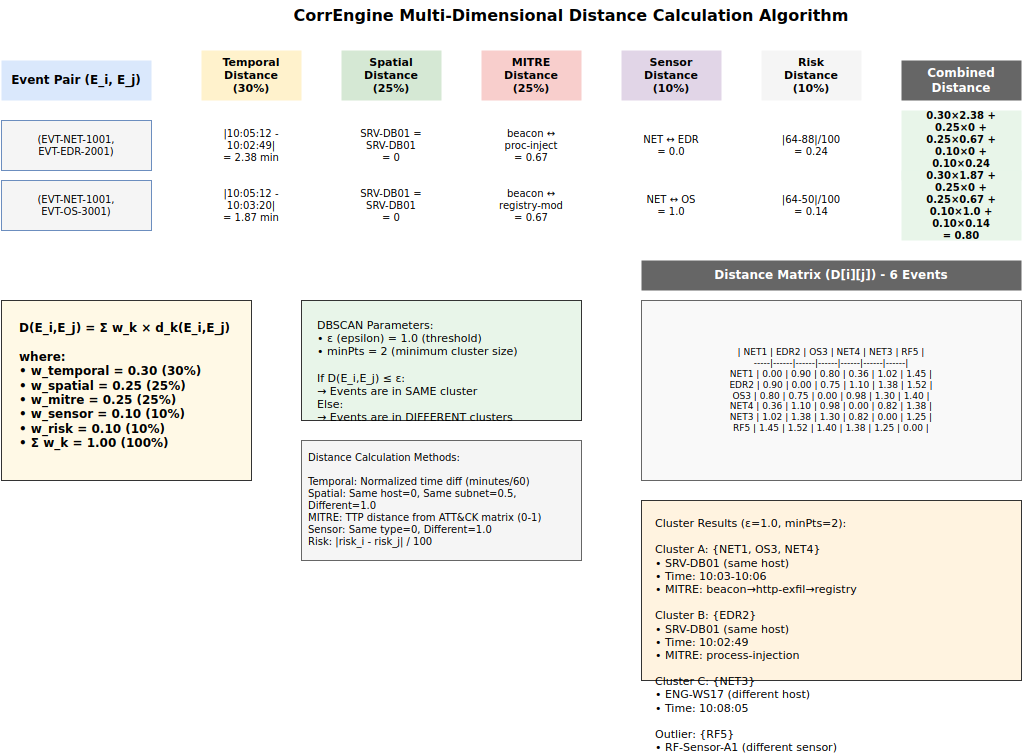 CorrEngine Multi-Dimensional Distance Calculation Algorithm
Event Pair (E_i, E_j)
Temporal
Distance
(30%)
Spatial
Distance
(25%)
MITRE
Distance
(25%)
Sensor
Distance
(10%)
Risk
Distance
(10%)
Combined
Distance
(EVT-NET-1001,
EVT-EDR-2001)
|10:05:12 -
10:02:49|
= 2.38 min
SRV-DB01 =
SRV-DB01
= 0
beacon ↔
proc-inject
= 0.67
NET ↔ EDR
= 0.0
|64-88|/100
= 0.24
0.30×2.38 +
0.25×0 +
0.25×0.67 +
0.10×0 +
0.10×0.24
(EVT-NET-1001,
EVT-OS-3001)
|10:05:12 -
10:03:20|
= 1.87 min
SRV-DB01 =
SRV-DB01
= 0
beacon ↔
registry-mod
= 0.67
NET ↔ OS
= 1.0
|64-50|/100
= 0.14
0.30×1.87 +
0.25×0 +
0.25×0.67 +
0.10×1.0 +
0.10×0.14
= 0.80
D(E_i,E_j) = Σ w_k × d_k(E_i,E_j)
where:
• w_temporal = 0.30 (30%)
• w_spatial = 0.25 (25%)
• w_mitre = 0.25 (25%)
• w_sensor = 0.10 (10%)
• w_risk = 0.10 (10%)
• Σ w_k = 1.00 (100%)
DBSCAN Parameters:
• ε (epsilon) = 1.0 (threshold)
• minPts = 2 (minimum cluster size)
If D(E_i,E_j) ≤ ε:
→ Events are in SAME cluster
Else:
→ Events are in DIFFERENT clusters
Distance Calculation Methods:
Temporal: Normalized time diff (minutes/60)
Spatial: Same host=0, Same subnet=0.5,
Different=1.0
MITRE: TTP distance from ATT&CK matrix (0-1)
Sensor: Same type=0, Different=1.0
Risk: |risk_i - risk_j| / 100
Distance Matrix (D[i][j]) - 6 Events
| NET1 | EDR2 | OS3 | NET4 | NET3 | RF5 |
-----|------|------|------|------|------|------|
NET1 | 0.00 | 0.90 | 0.80 | 0.36 | 1.02 | 1.45 |
EDR2 | 0.90 | 0.00 | 0.75 | 1.10 | 1.38 | 1.52 |
OS3 | 0.80 | 0.75 | 0.00 | 0.98 | 1.30 | 1.40 |
NET4 | 0.36 | 1.10 | 0.98 | 0.00 | 0.82 | 1.38 |
NET3 | 1.02 | 1.38 | 1.30 | 0.82 | 0.00 | 1.25 |
RF5 | 1.45 | 1.52 | 1.40 | 1.38 | 1.25 | 0.00 |
Cluster Results (ε=1.0, minPts=2):
Cluster A: {NET1, OS3, NET4}
• SRV-DB01 (same host)
• Time: 10:03-10:06
• MITRE: beacon→http-exfil→registry
Cluster B: {EDR2}
• SRV-DB01 (same host)
• Time: 10:02:49
• MITRE: process-injection
Cluster C: {NET3}
• ENG-WS17 (different host)
• Time: 10:08:05
Outlier: {RF5}
• RF-Sensor-A1 (different sensor)